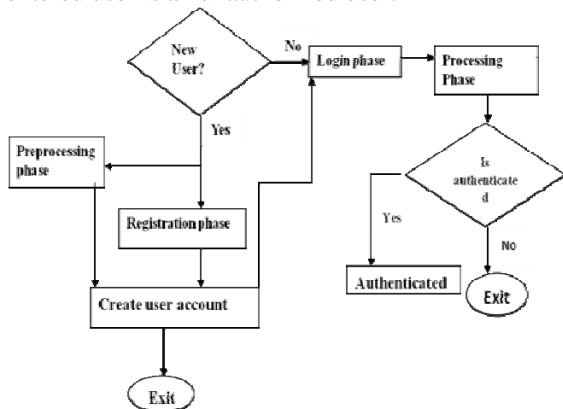 New
User?
No
Login phase
Processing
Phase
Yes
Preprocessing
phase
Is
authenticate
d
Registration phase
Yes
No
Authenticated
Exit
Create user account
Exit